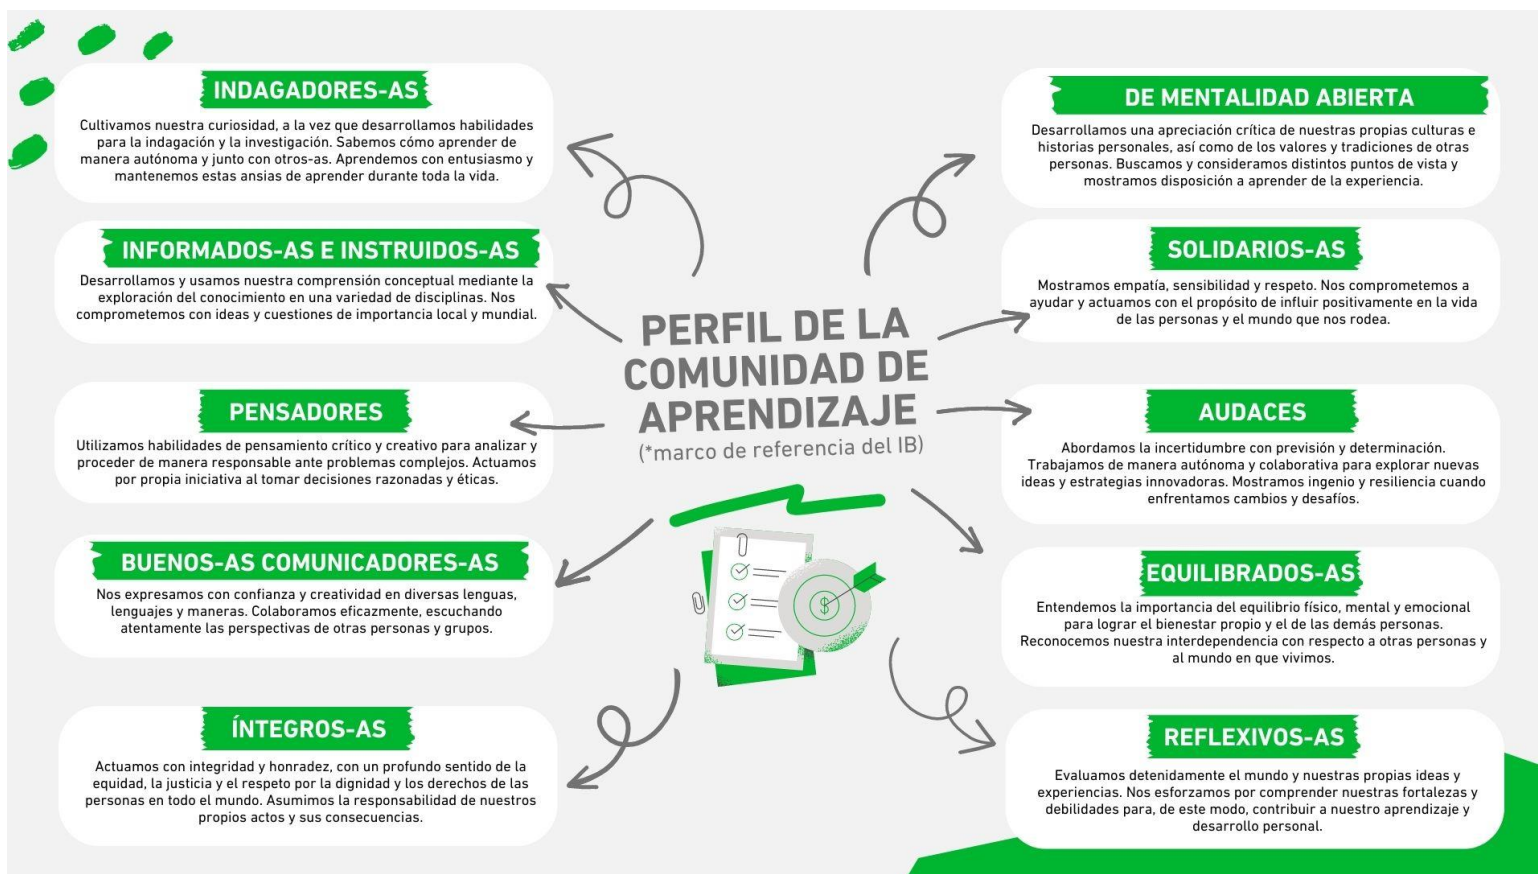 INDAGADORES-AS
Cultivamos nuestra curiosidad, a la vez que desarrollamos habilidades
para la indagación y la investigación. Sabemos cómo aprender de
manera autónoma y junto con otros-as. Aprendemos con entusiasmo y
mantenemos estas ansias de aprender durante toda la vida.
INFORMADOS-AS E INSTRUIDOS-AS
Desarrollamos y usamos nuestra comprensión conceptual mediante la
exploración del conocimiento en una variedad de disciplinas. Nos
comprometemos con ideas y cuestiones de importancia local y mundial.
PENSADORES
Utilizamos habilidades de pensamiento crítico y creativo para analizar y
proceder de manera responsable ante problemas complejos. Actuamos
por propia iniciativa al tomar decisiones razonadas y éticas.
BUENOS-AS COMUNICADORES-AS
Nos expresamos con confianza y creatividad en diversas lenguas,
lenguajes y maneras. Colaboramos eficazmente, escuchando
atentamente las perspectivas de otras personas y grupos.
ÍNTEGROS-AS
Actuamos con integridad y honradez, con un profundo sentido de la
equidad, la justicia y el respeto por la dignidad y los derechos de las
personas en todo el mundo. Asumimos la responsabilidad de nuestros
propios actos y sus consecuencias.
PERFIL DE LA
COMUNIDAD DE
APRENDIZAJE
(*marco de referencia del IB)
$
DE MENTALIDAD ABIERTA
Desarrollamos una apreciación crítica de nuestras propias culturas e
historias personales, así como de los valores y tradiciones de otras
personas. Buscamos y consideramos distintos puntos de vista y
mostramos disposición a aprender de la experiencia.
SOLIDARIOS-AS
Mostramos empatía, sensibilidad y respeto. Nos comprometemos a
ayudar y actuamos con el propósito de influir positivamente en la vida
de las personas y el mundo que nos rodea.
AUDACES
Abordamos la incertidumbre con previsión y determinación.
Trabajamos de manera autónoma y colaborativa para explorar nuevas
ideas y estrategias innovadoras. Mostramos ingenio y resiliencia cuando
enfrentamos cambios y desafíos.
EQUILIBRADOS-AS
Entendemos la importancia del equilibrio físico, mental y emocional
para lograr el bienestar propio y el de las demás personas.
Reconocemos nuestra interdependencia con respecto a otras personas y
al mundo en que vivimos.
REFLEXIVOS-AS
Evaluamos detenidamente el mundo y nuestras propias ideas y
experiencias. Nos esforzamos por comprender nuestras fortalezas y
debilidades para, de este modo, contribuir a nuestro aprendizaje y
desarrollo personal.